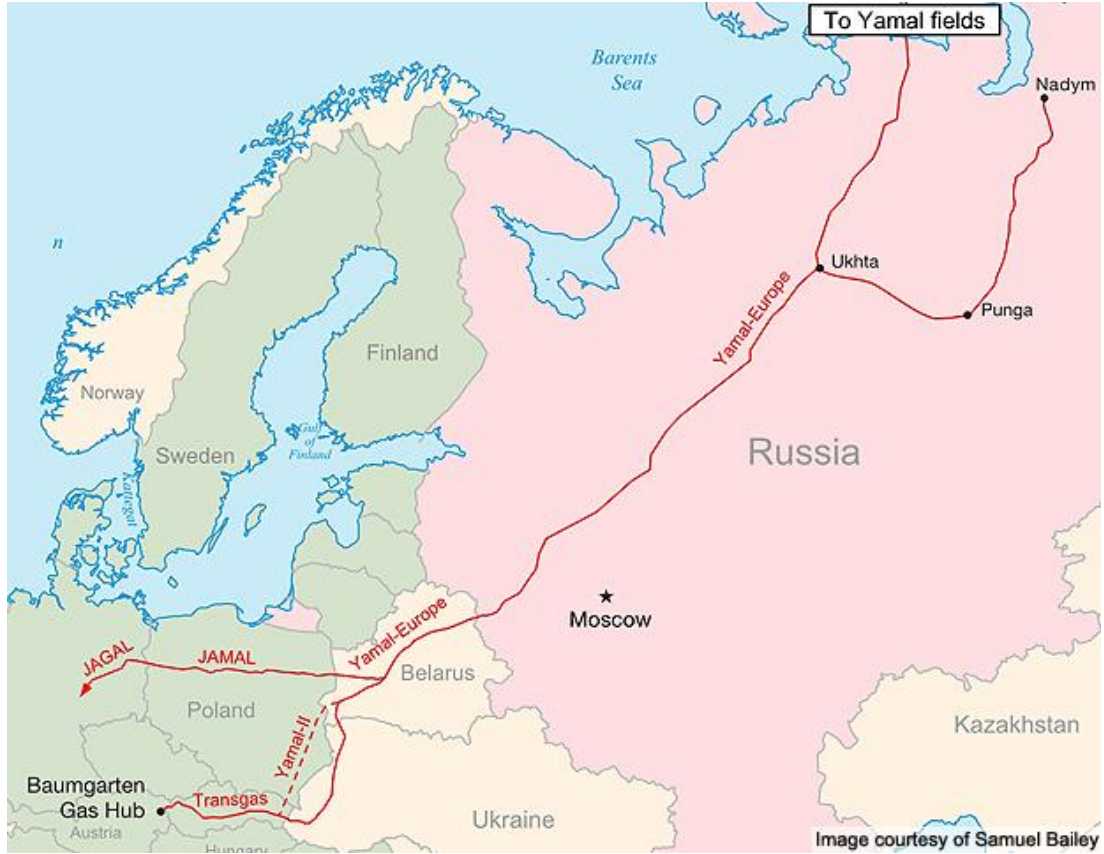 To Yamal fields
Barents
Sea
Nadym
n
Ukhta
Punga
Yamal-Europe
Finland
Norway
Gulf
of
Finland
Sweden
Kattegat
Russia
Moscow
Yamal-Europe
JAGAL
JAMAL
Belarus
Poland
Yamal-II
Kazakhstan
Baumgarten
Gas Hub
Transgas
Austria
Ukraine
Hungary
Image courtesy of Samuel Bailey